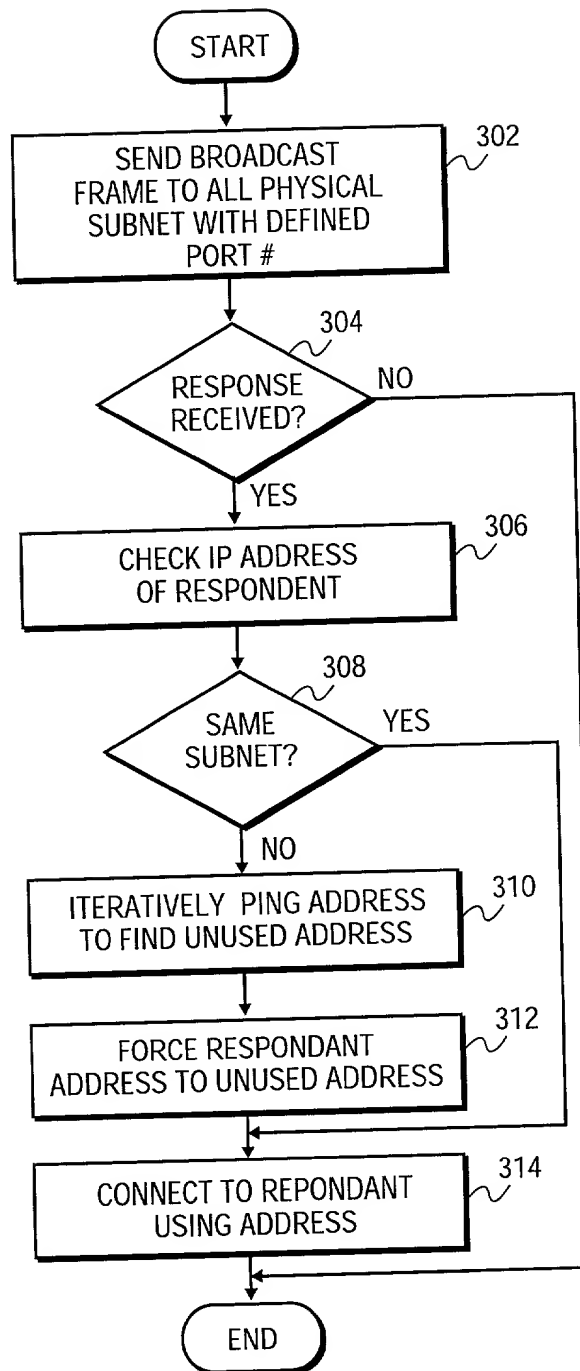 START
SEND BROADCAST
FRAME TO ALL PHYSICAL
SUBNET WITH DEFINED
PORT #
302
304
RESPONSE
RECEIVED?
NO
YES
CHECK IP ADDRESS
OF RESPONDENT
306
308
SAME
SUBNET?
YES
NO
ITERATIVELY PING ADDRESS
TO FIND UNUSED ADDRESS
310
FORCE RESPONDANT
ADDRESS TO UNUSED ADDRESS
312
CONNECT TO REPONDANT
USING ADDRESS
314
END